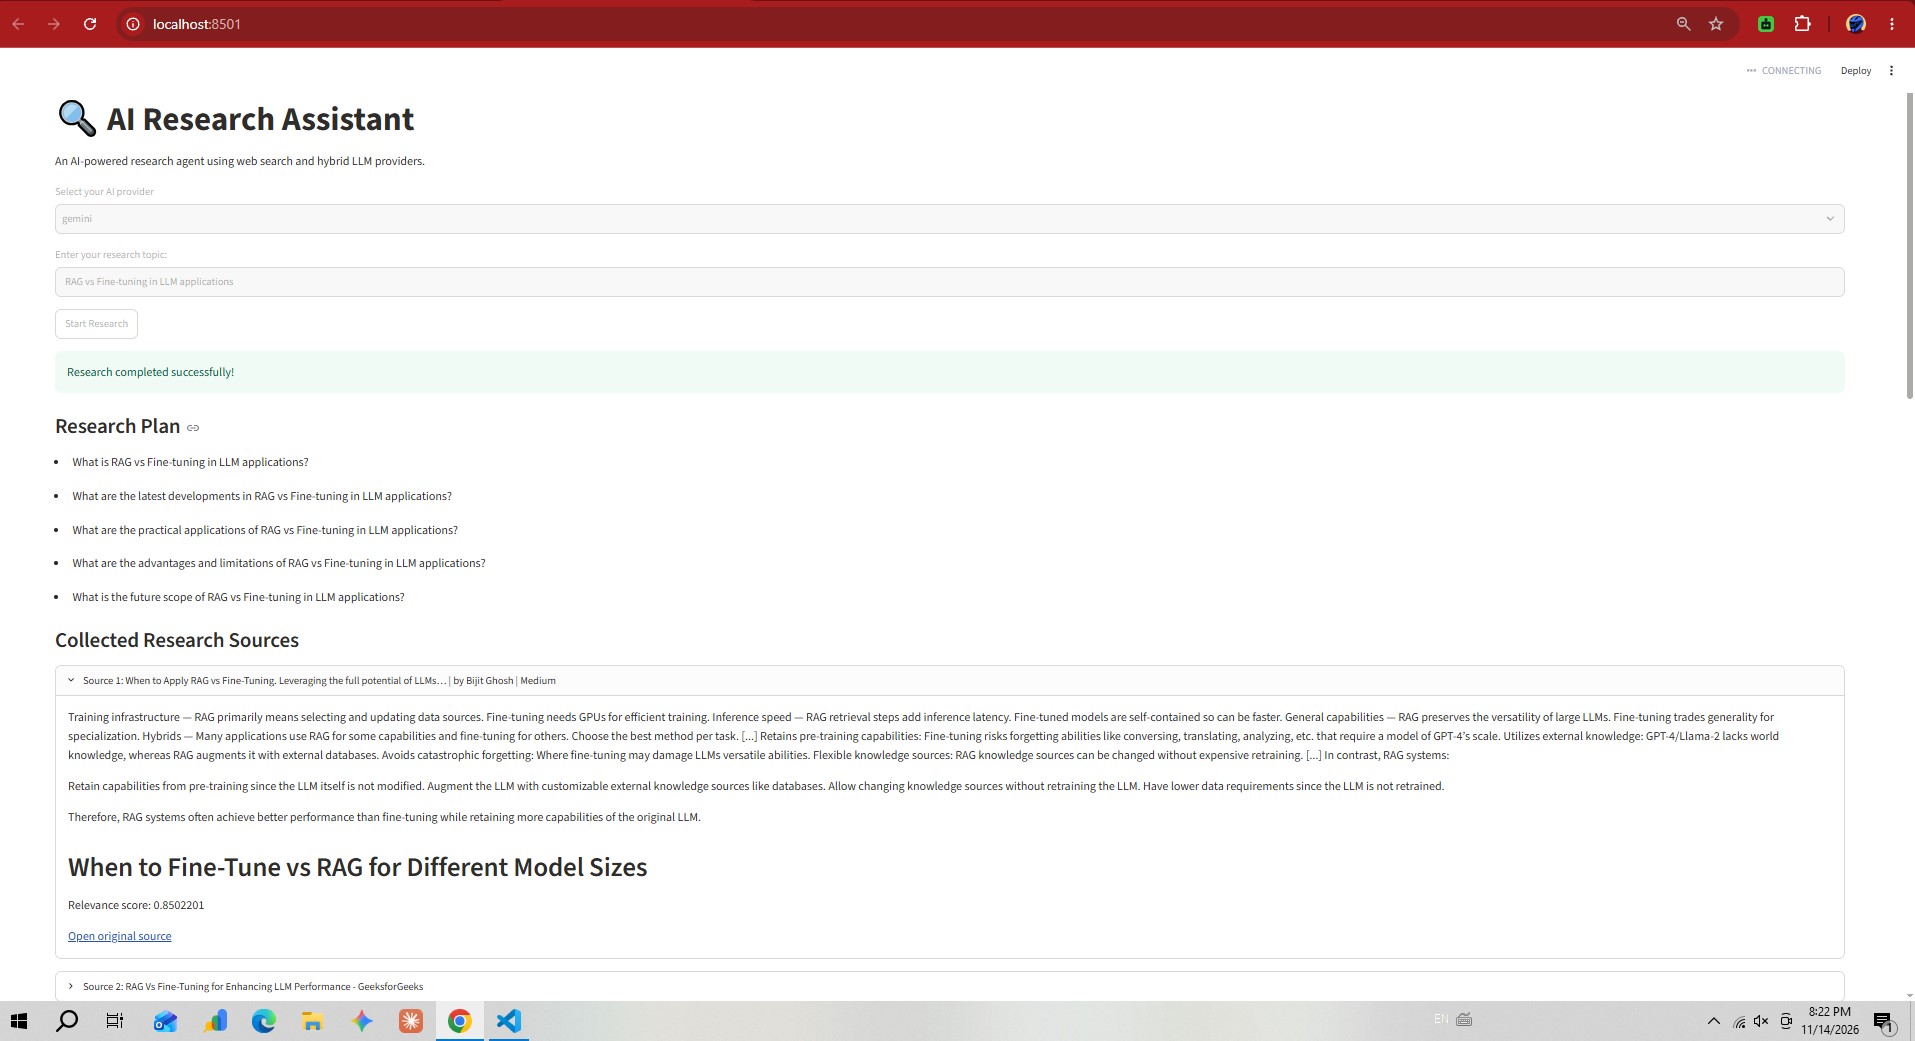 localhost:8501
CONNECTING
Deploy
AI Research Assistant
An AI-powered research agent using web search and hybrid LLM providers.
Select your AI provider
gemini
Enter your research topic:
RAG vs Fine-tuning in LLM applications
Start Research
Research completed successfully!
Research Plan
What is RAG vs Fine-tuning in LLM applications?
What are the latest developments in RAG vs Fine-tuning in LLM applications?
What are the practical applications of RAG vs Fine-tuning in LLM applications?
What are the advantages and limitations of RAG vs Fine-tuning in LLM applications?
What is the future scope of RAG vs Fine-tuning in LLM applications?
Collected Research Sources
Source 1: When to Apply RAG vs Fine-Tuning. Leveraging the full potential of LLMs… | by Bijit Ghosh | Medium
Training infrastructure — RAG primarily means selecting and updating data sources. Fine-tuning needs GPUs for efficient training. Inference speed — RAG retrieval steps add inference latency. Fine-tuned models are self-contained so can be faster. General capabilities — RAG preserves the versatility of large LLMs. Fine-tuning trades generality for
specialization. Hybrids — Many applications use RAG for some capabilities and fine-tuning for others. Choose the best method per task. [...] Retains pre-training capabilities: Fine-tuning risks forgetting abilities like conversing, translating, analyzing, etc. that require a model of GPT-4’s scale. Utilizes external knowledge: GPT-4/Llama-2 lacks world
knowledge, whereas RAG augments it with external databases. Avoids catastrophic forgetting: Where fine-tuning may damage LLMs versatile abilities. Flexible knowledge sources: RAG knowledge sources can be changed without expensive retraining. [...] In contrast, RAG systems:
Retain capabilities from pre-training since the LLM itself is not modified. Augment the LLM with customizable external knowledge sources like databases. Allow changing knowledge sources without retraining the LLM. Have lower data requirements since the LLM is not retrained.
Therefore, RAG systems often achieve better performance than fine-tuning while retaining more capabilities of the original LLM.
When to Fine-Tune vs RAG for Different Model Sizes
Relevance score: 0.8502201
Open original source
Source 2: RAG Vs Fine-Tuning for Enhancing LLM Performance - GeeksforGeeks
EN
8:22 PM
11/14/2026
1